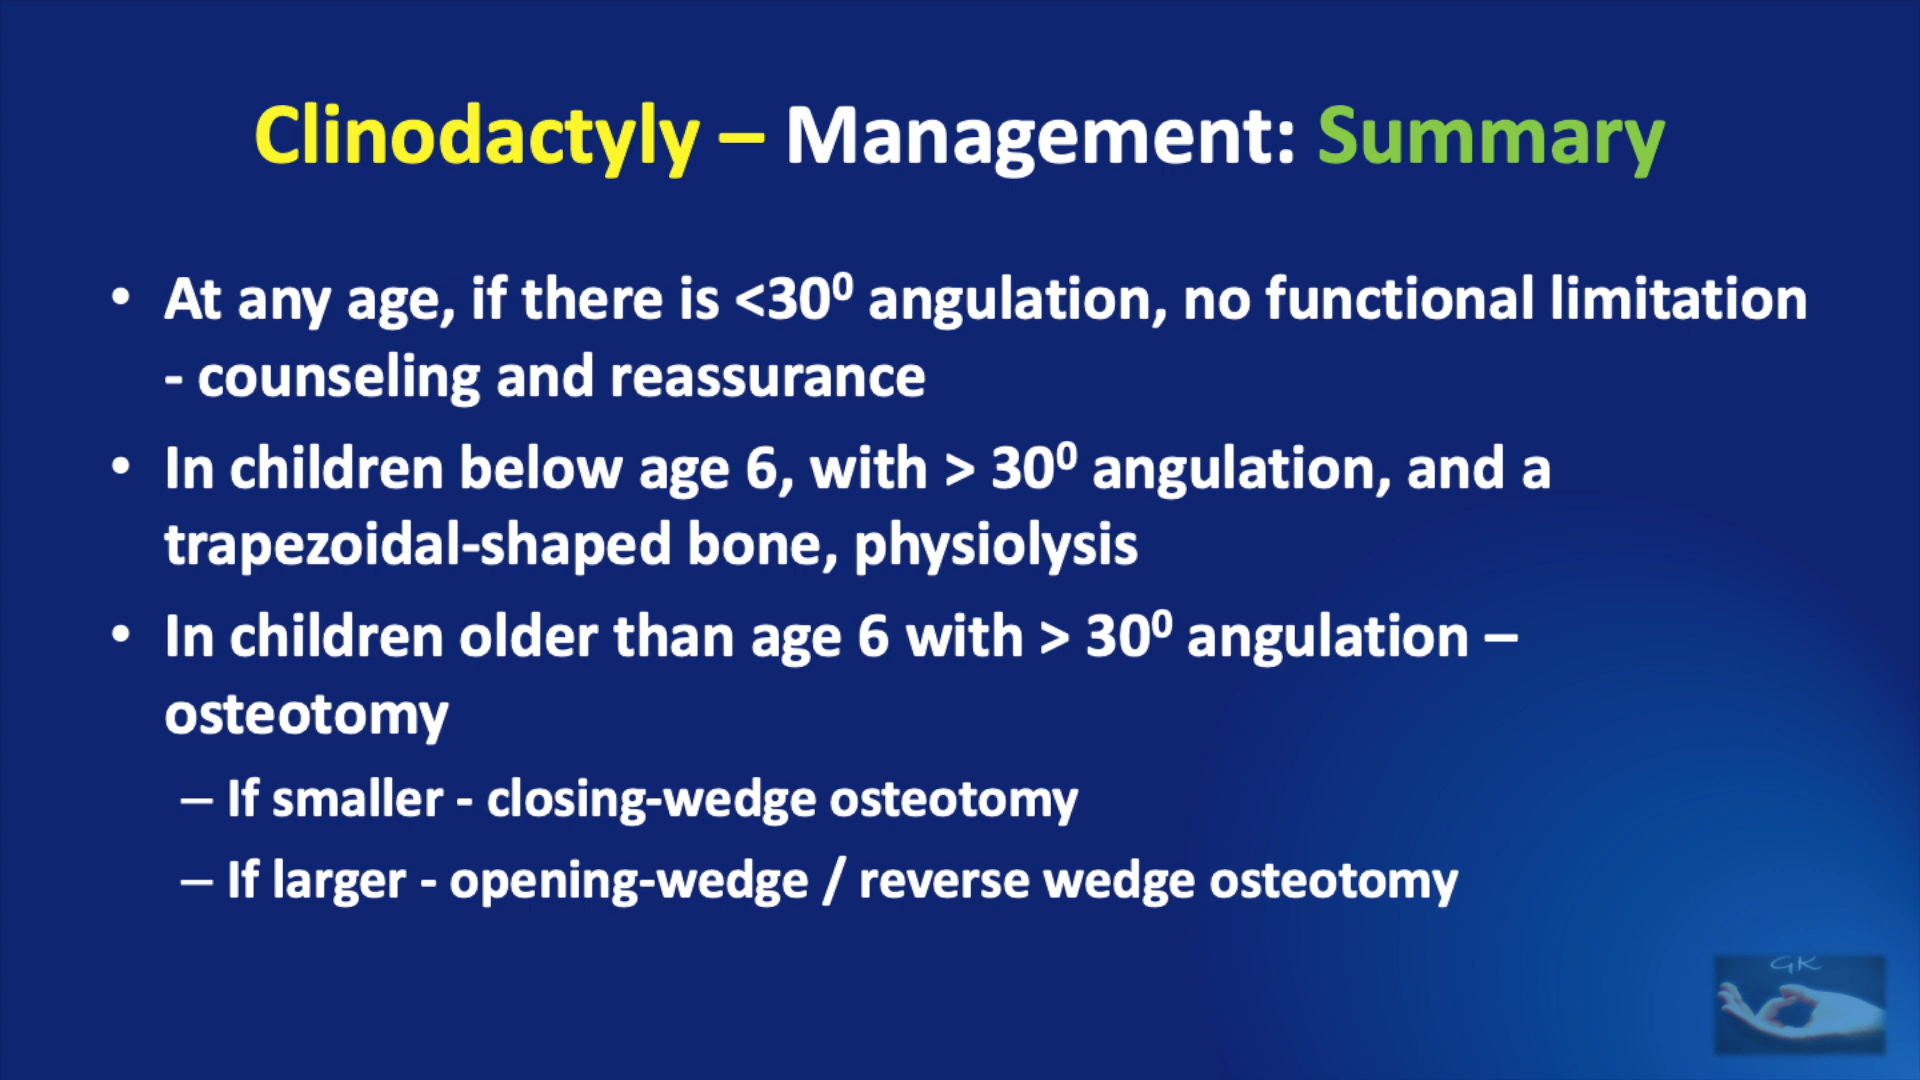 Clinodactyly – Management: Summary
• At any age, if there is <30⁰ angulation, no functional limitation
- counseling and reassurance
• In children below age 6, with > 30⁰ angulation, and a
trapezoidal-shaped bone, physiolysis
• In children older than age 6 with > 30⁰ angulation –
osteotomy
– If smaller - closing-wedge osteotomy
– If larger - opening-wedge / reverse wedge osteotomy
GK